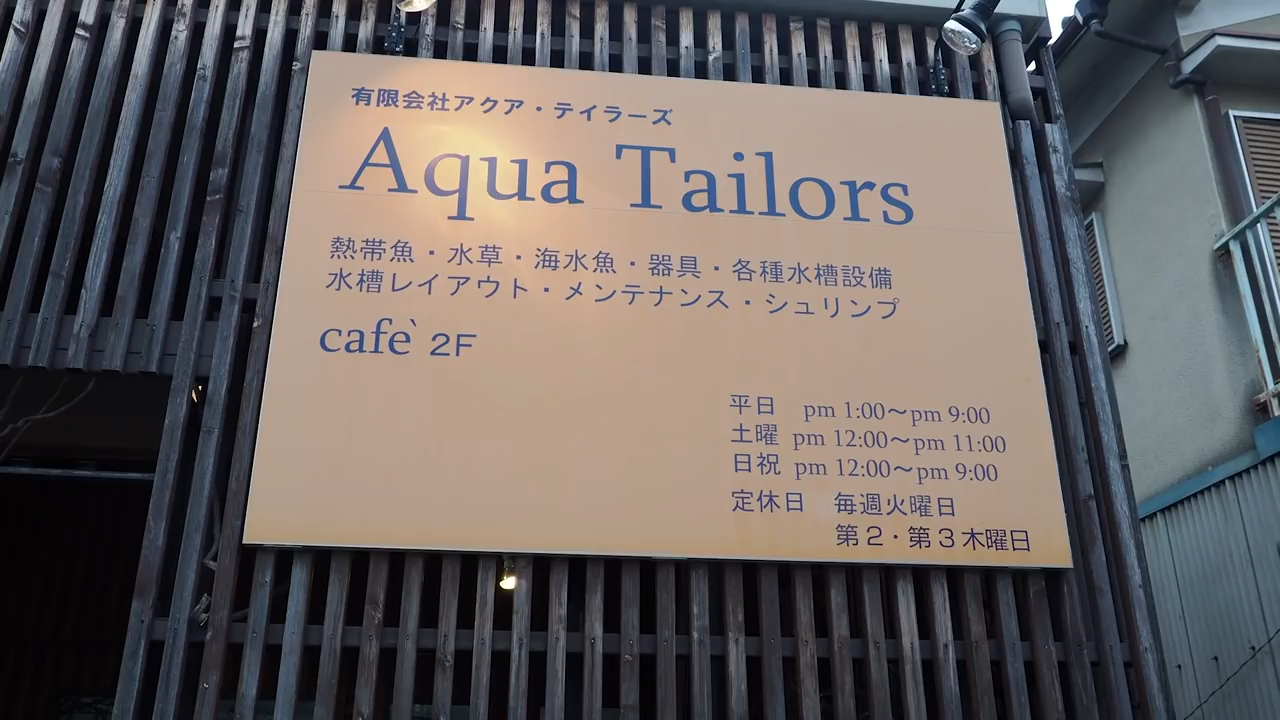 有限会社アクア・テイラーズ
Aqua Tailors
熱帯魚・水草・海水魚・器具・各種水槽設備
水槽レイアウト・メンテナンス・シュリンプ
cafe` 2F
平日 pm 1:00〜pm 9:00
土曜 pm 12:00〜pm 11:00
日祝 pm 12:00〜pm 9:00
定休日 毎週火曜日
第2・第3木曜日